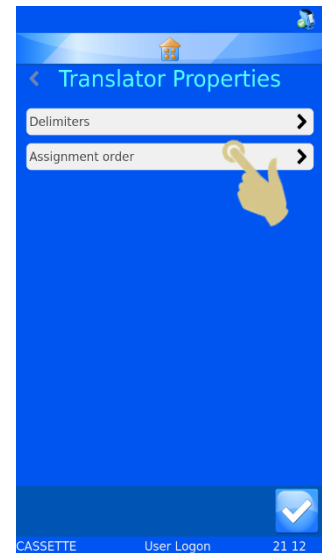 Translator Properties
Delimiters
Assignment order
CASSETTE User Logon 21 12